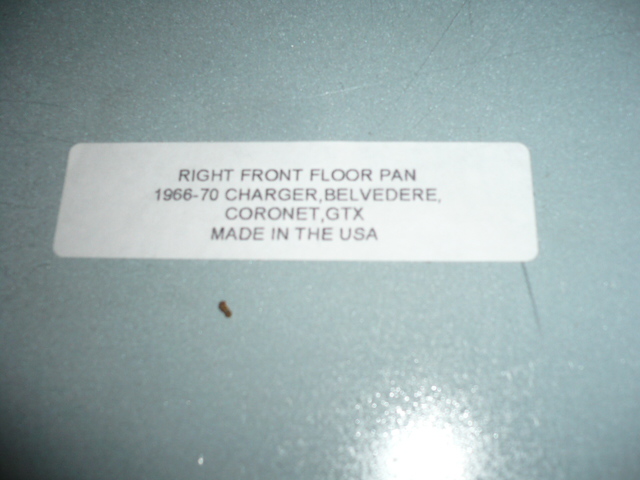 RIGHT FRONT FLOOR PAN
1966-70 CHARGER,BELVEDERE,
CORONET,GTX
MADE IN THE USA